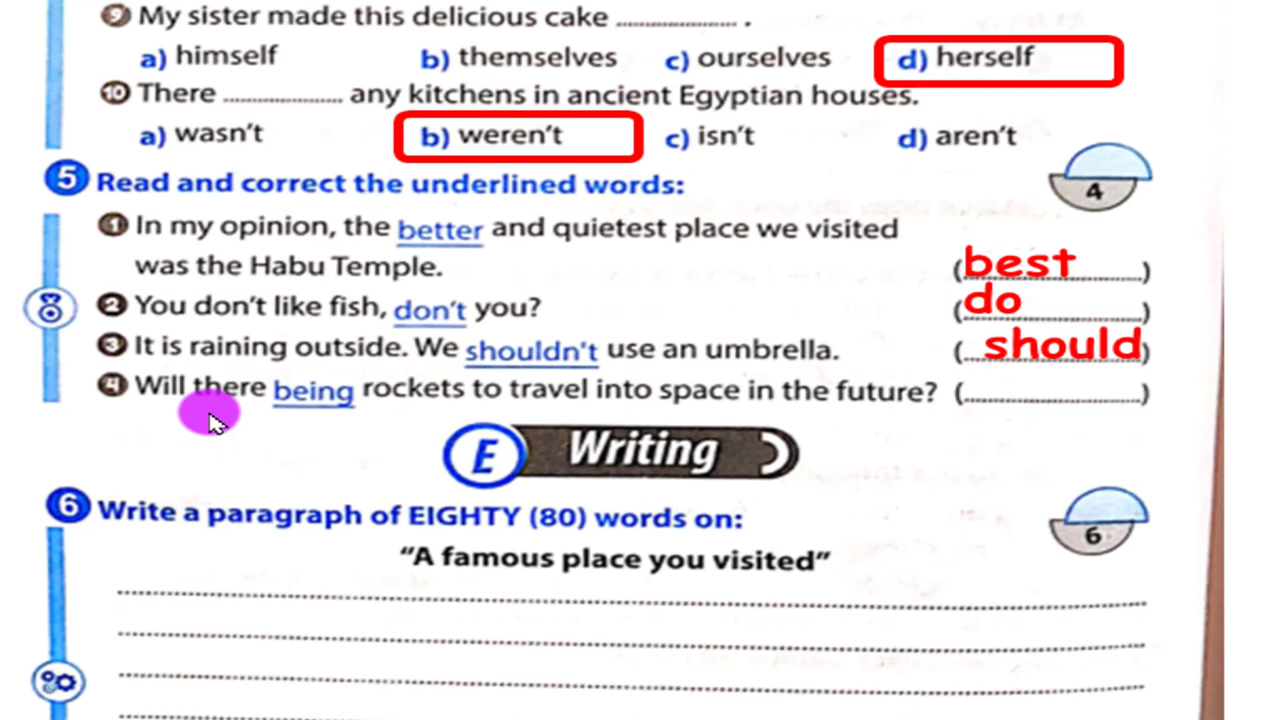 9 My sister made this delicious cake .................... .
a) himself b) themselves c) ourselves d) herself
10 There .................... any kitchens in ancient Egyptian houses.
a) wasn't b) weren't c) isn't d) aren't
5 Read and correct the underlined words:
4
1 In my opinion, the better and quietest place we visited
was the Habu Temple. (best)
2 You don't like fish, don't you? (do)
3 It is raining outside. We shouldn't use an umbrella. (should)
4 Will there being rockets to travel into space in the future? (....................)
E Writing
6 Write a paragraph of EIGHTY (80) words on:
6
“A famous place you visited”